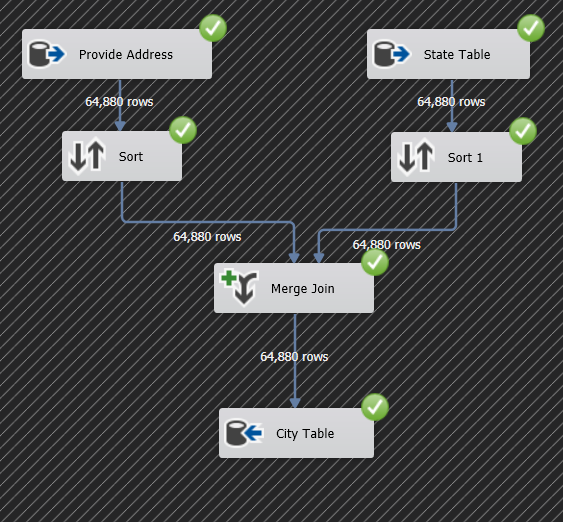 Provide Address
State Table
64,880 rows
64,880 rows
Sort
Sort 1
64,880 rows
64,880 rows
Merge Join
64,880 rows
City Table